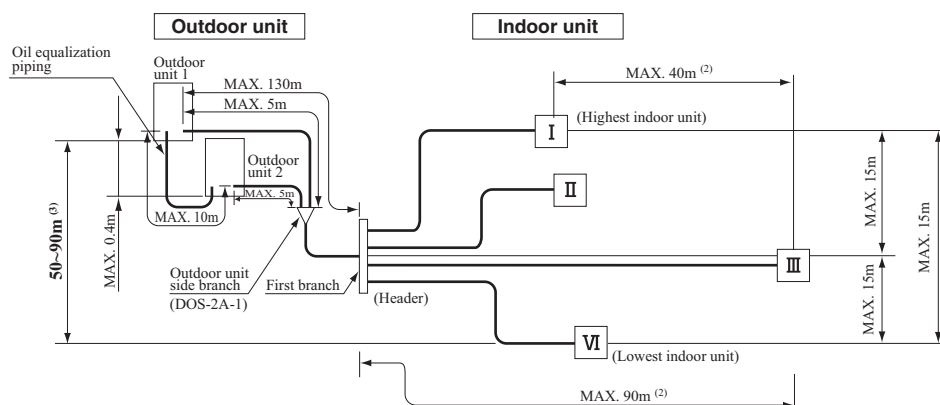 Outdoor unit
Indoor unit
Oil equalization
piping
Outdoor
unit 1
MAX. 130m
MAX. 5m
MAX. 40m (2)
I
(Highest indoor unit)
Outdoor
unit 2
II
MAX. 5m
MAX. 10m
50~90m (3)
MAX. 0.4m
MAX. 15m
MAX. 15m
MAX. 15m
Outdoor unit
side branch
(DOS-2A-1)
First branch
(Header)
III
VI
(Lowest indoor unit)
MAX. 90m (2)